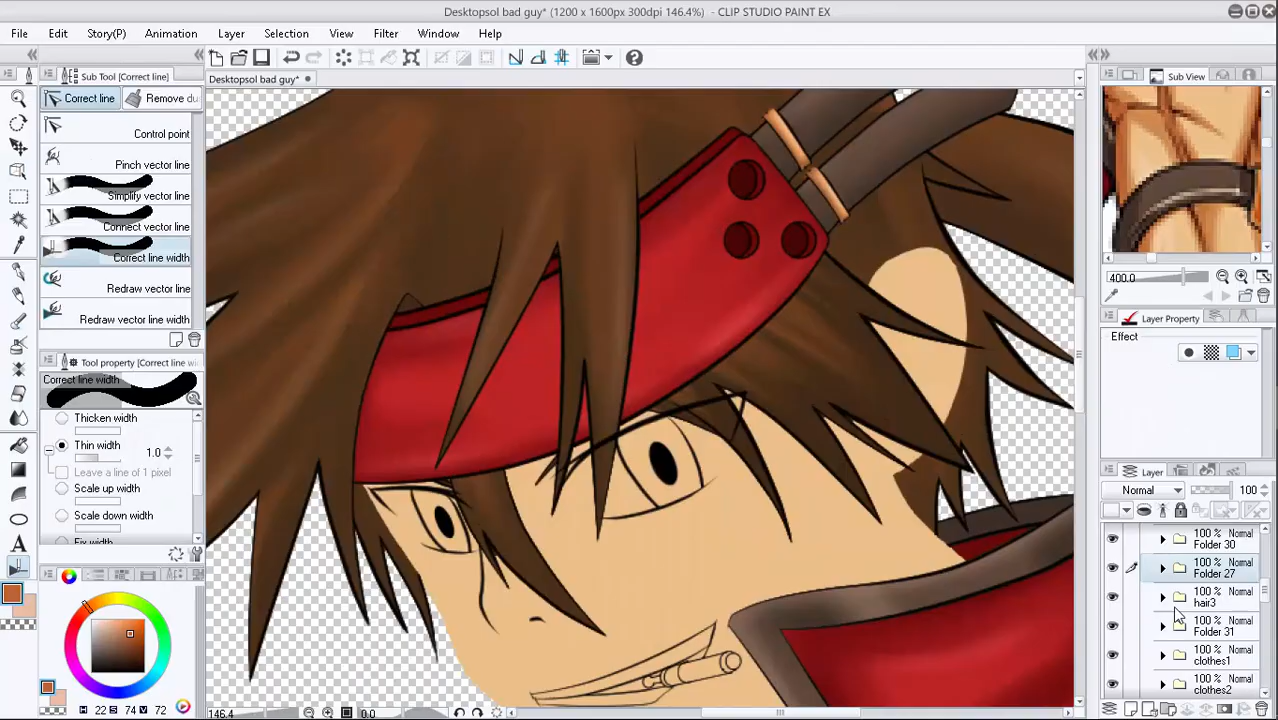 Desktopsol bad guy* (1200 x 1600px 300dpi 146.4%) - CLIP STUDIO PAINT EX
File Edit Story(P) Animation Layer Selection View Filter Window Help
Sub Tool [Correct line]
Desktopsol bad guy*
Sub View
Correct line
Remove du
Control point
Pinch vector line
Simplify vector line
Connect vector line
Correct line width
Redraw vector line
Redraw vector line width
Tool property [Correct line wi
Correct line width
Thicken width
Thin width 1.0
Leave a line of 1 pixel
Scale up width
Scale down width
Fix width
A
H 22 S 74 V 72
146.4
0.0
400.0
Layer Property
Effect
Layer
Normal 100
100 % Normal
Folder 30
100 % Normal
Folder 27
100 % Normal
hair3
100 % Normal
Folder 31
100 % Normal
clothes1
100 % Normal
clothes2